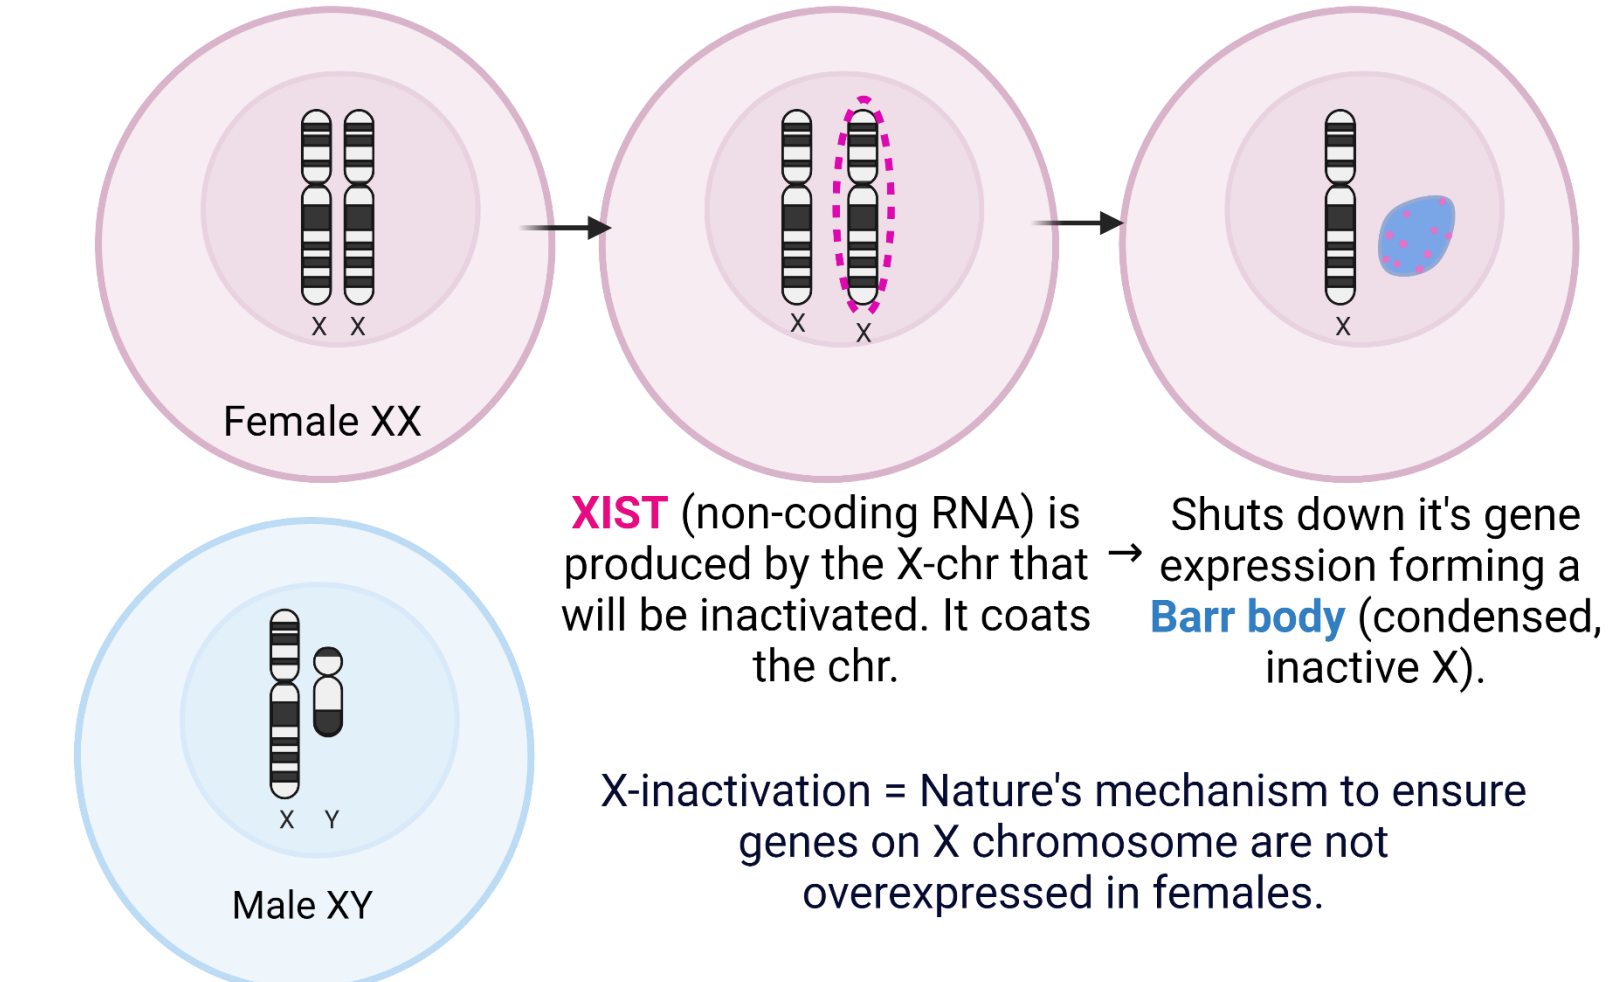 X X
Female XX
X
X
X
XIST (non-coding RNA) is
produced by the X-chr that
will be inactivated. It coats
the chr.
→
Shuts down it's gene
expression forming a
Barr body (condensed,
inactive X).
X Y
Male XY
X-inactivation = Nature's mechanism to ensure
genes on X chromosome are not
overexpressed in females.